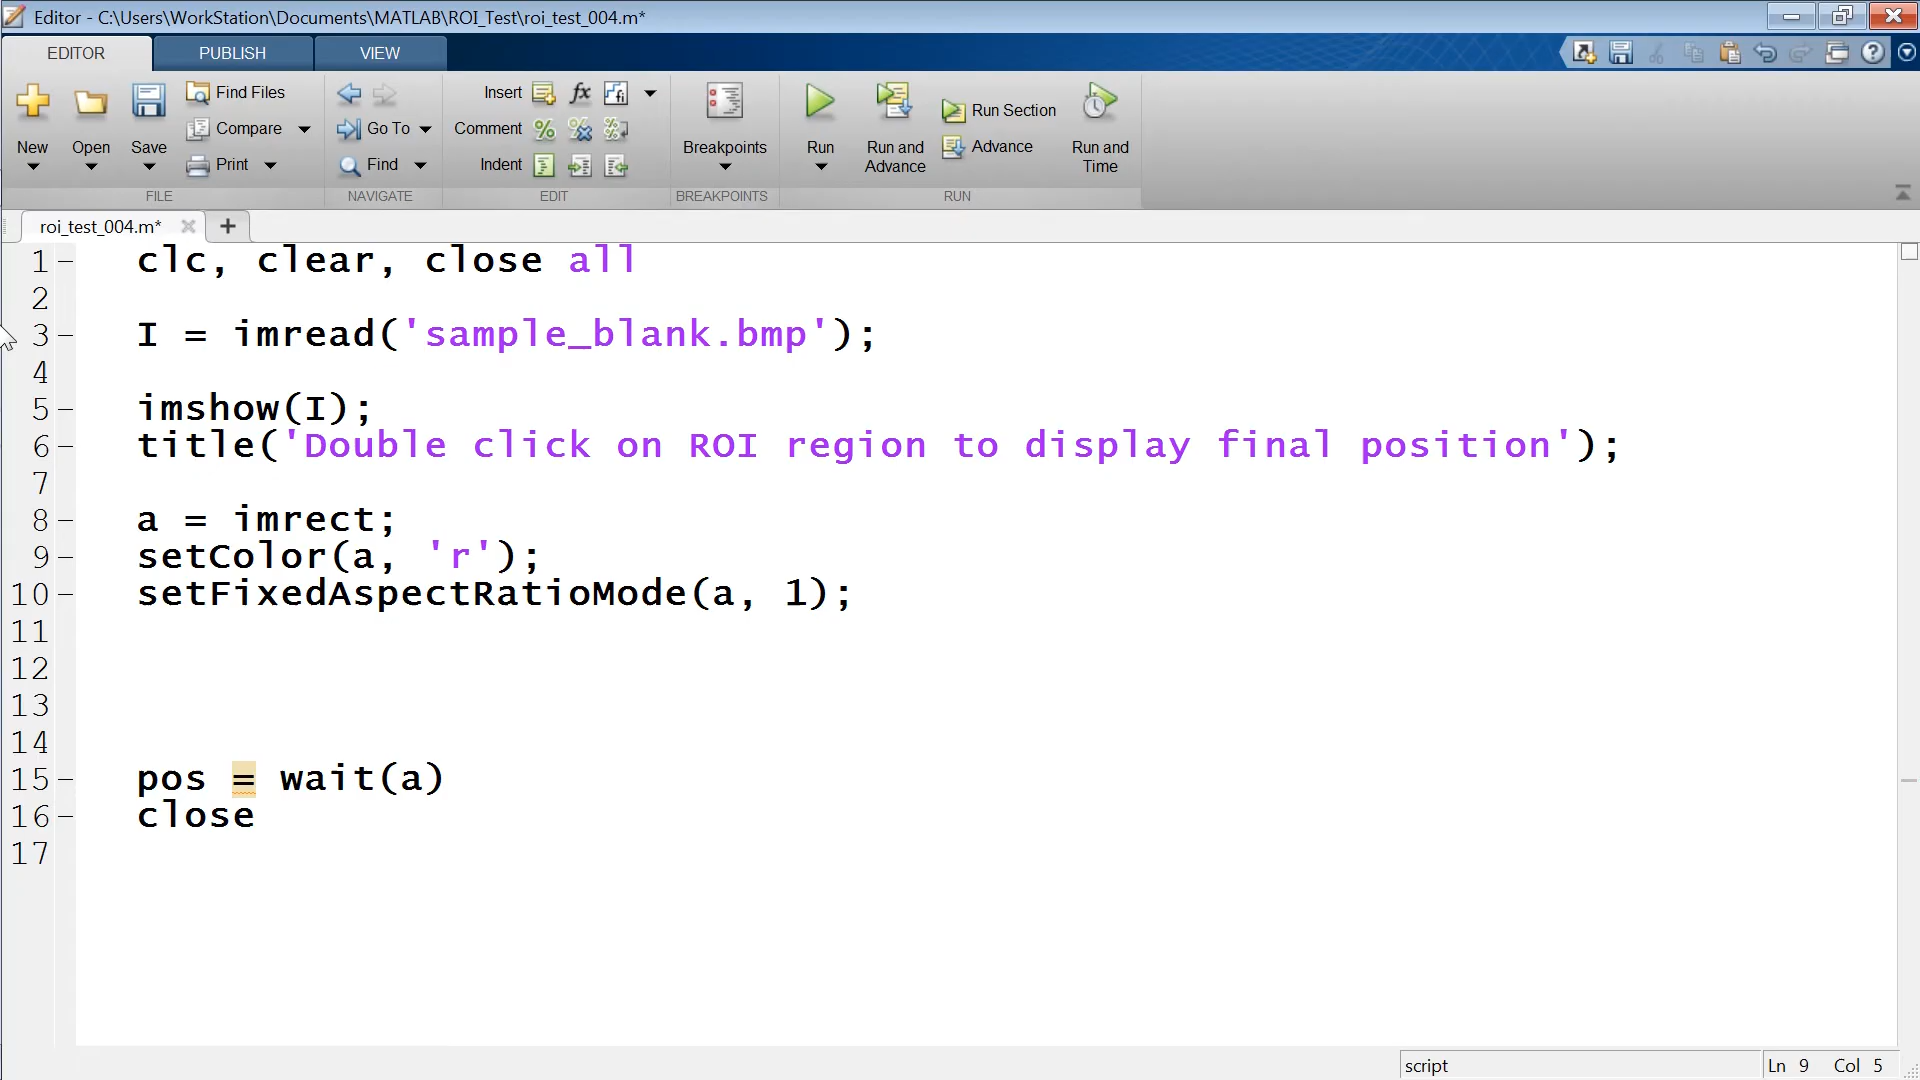 Editor - C:\Users\WorkStation\Documents\MATLAB\ROI_Test\roi_test_004.m*
EDITOR PUBLISH VIEW
New
Open
Save
Find Files
Compare
Print
FILE
Go To
Find
NAVIGATE
Insert fx
Comment
Indent
EDIT
Breakpoints
BREAKPOINTS
Run
Run and
Advance
Run Section
Advance
Run and
Time
RUN
roi_test_004.m*
1 clc, clear, close all
2
3 I = imread('sample_blank.bmp');
4
5 imshow(I);
6 title('Double click on ROI region to display final position');
7
8 a = imrect;
9 setColor(a, 'r');
10 setFixedAspectRatioMode(a, 1);
11
12
13
14
15 pos = wait(a)
16 close
17
script Ln 9 Col 5